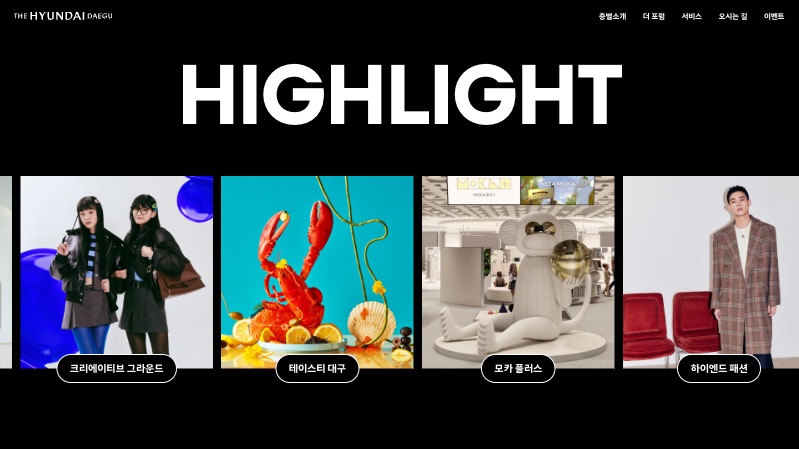 THE HYUNDAI DAEGU
층별소개
더 포럼
서비스
오시는 길
이벤트
HIGHLIGHT
MOKA+
META MOKA
크리에이티브 그라운드
테이스티 대구
모카 플러스
하이엔드 패션